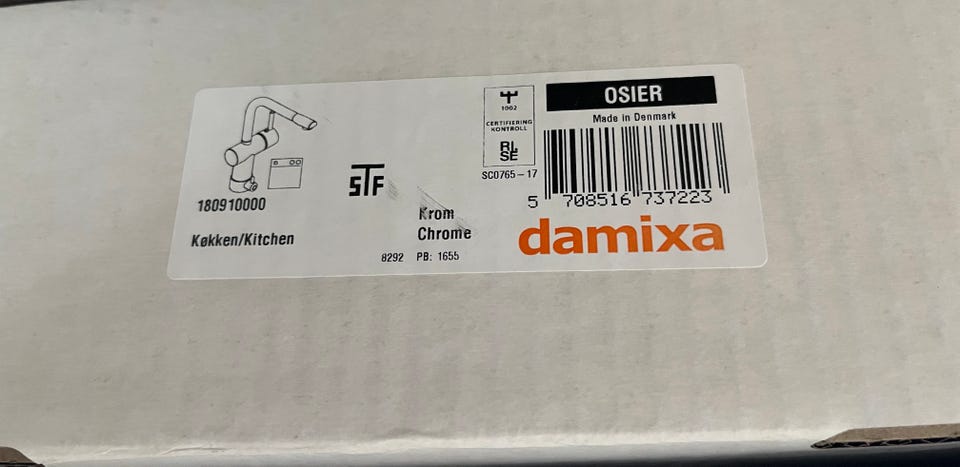 180910000
Køkken/Kitchen
STF
Krom
Chrome
8292 PB: 1655
1002
CERTIFIERING
KONTROLL
RI.
SE
SC0765-17
OSIER
Made in Denmark
5 708516 737223
damixa